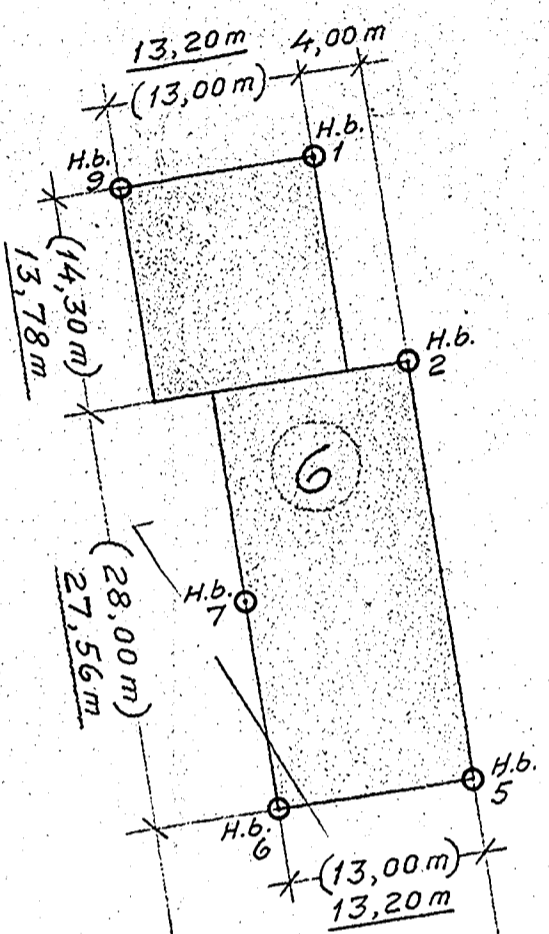 13,20 m
4,00 m
(13,00 m)
H.b.
1
H.b.
9
(14,30 m)
13,78 m
H.b.
2
6
H.b.
7
(28,00 m)
27,56 m
H.b.
5
H.b.
6
(13,00 m)
13,20 m